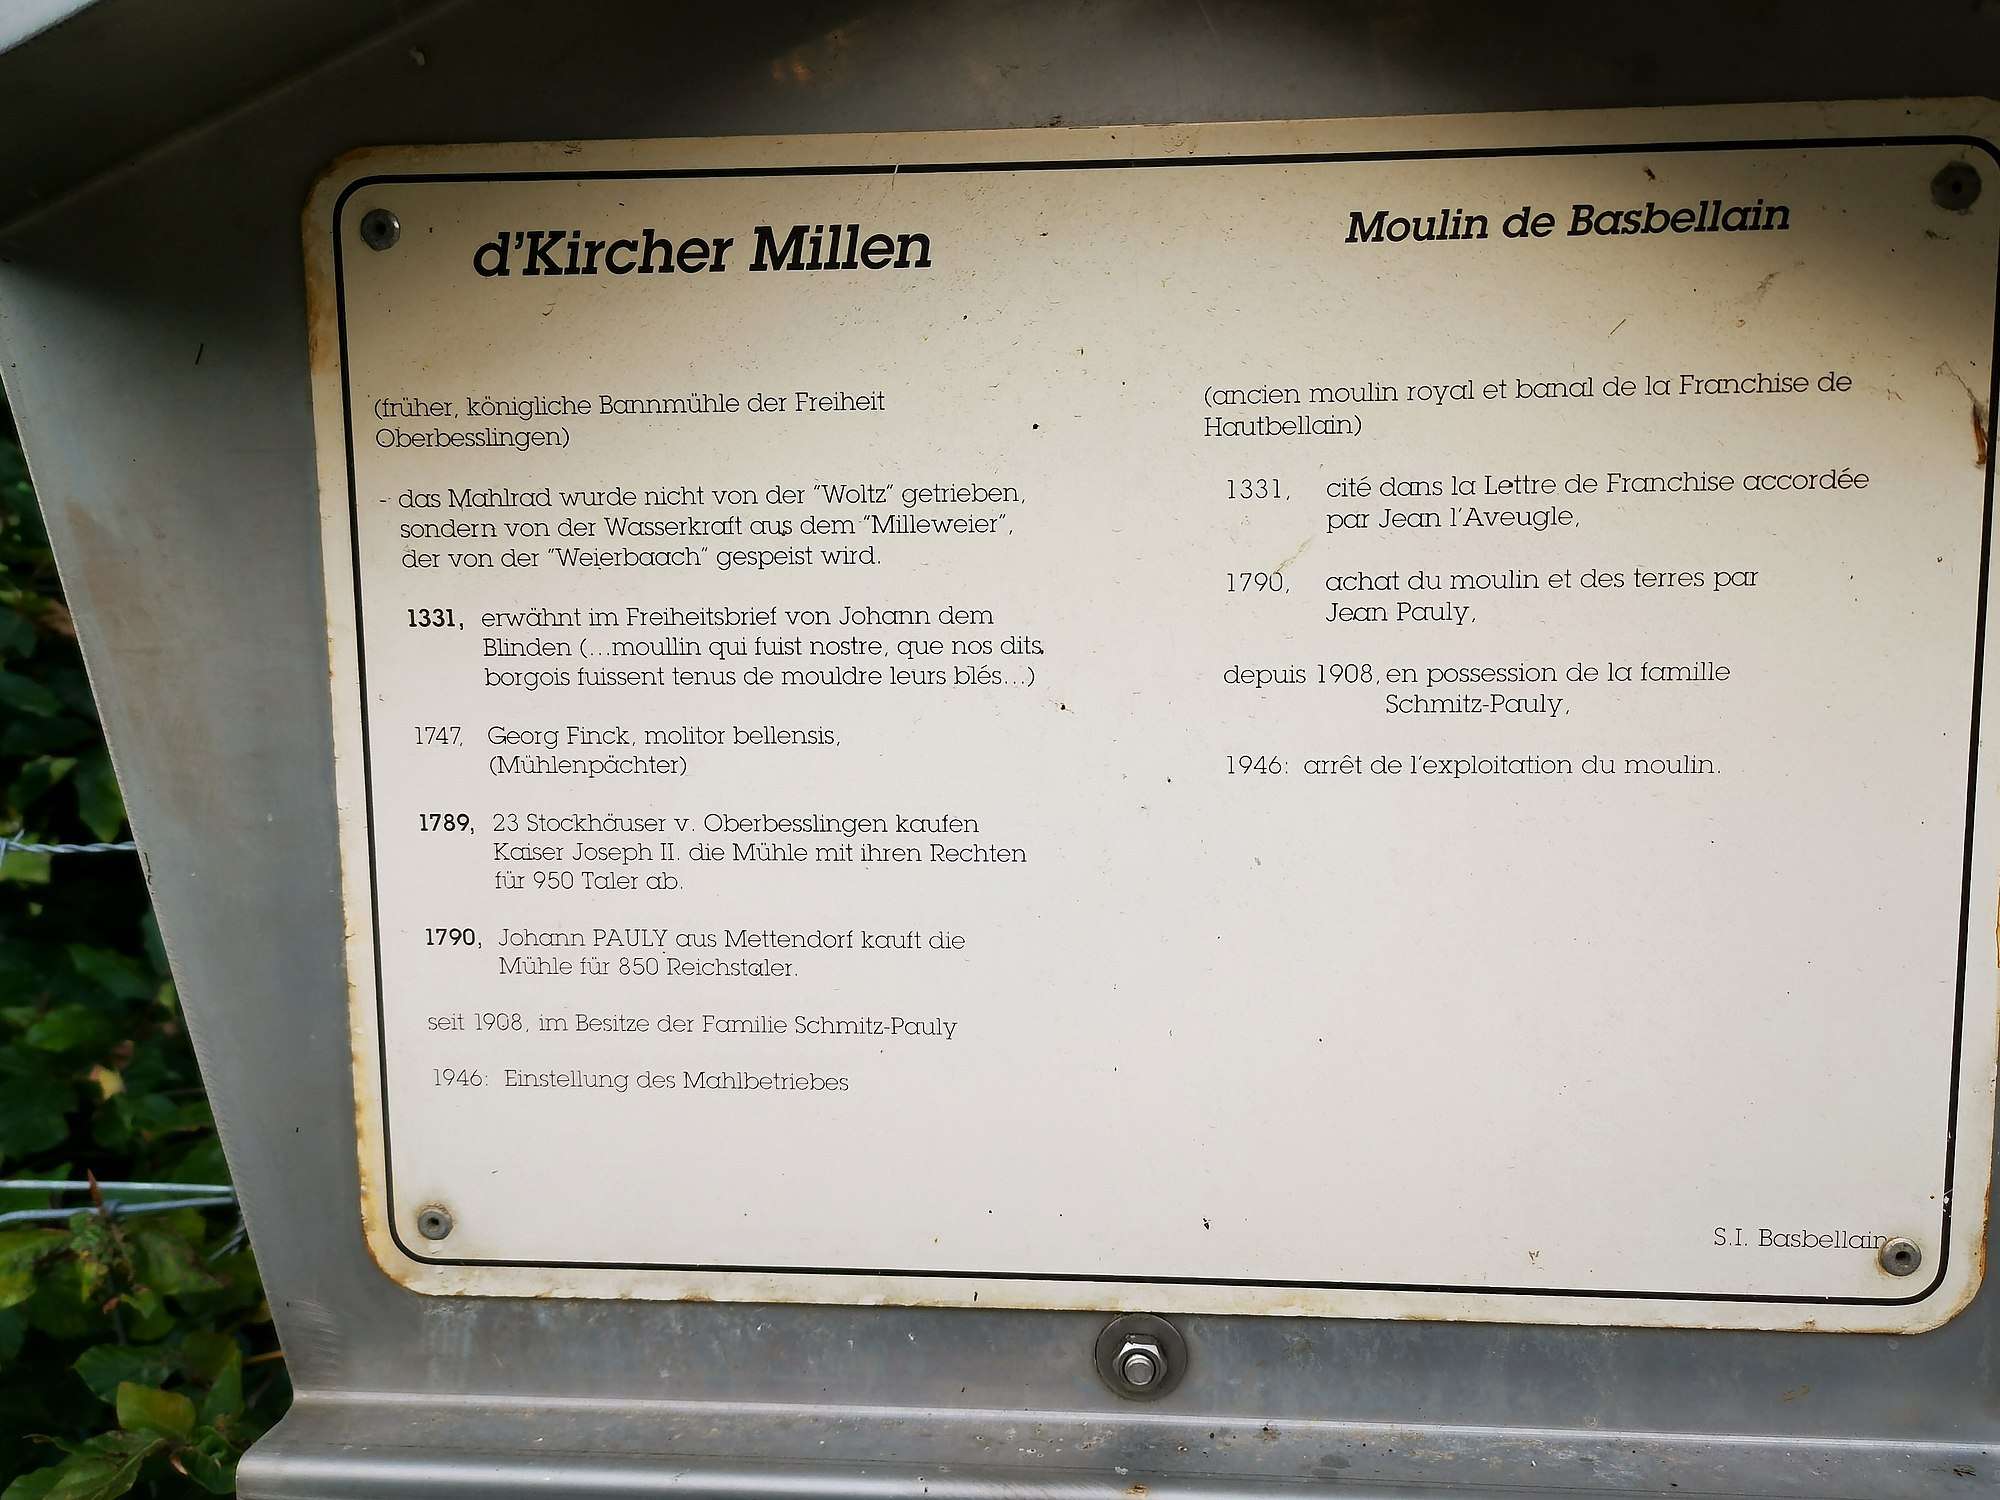 d'Kircher Millen
(früher, königliche Bannmühle der Freiheit
Oberbesslingen)
- das Mahlrad wurde nicht von der "Woltz" getrieben,
sondern von der Wasserkraft aus dem "Milleweier",
der von der "Weierbaach" gespeist wird.
1331, erwähnt im Freiheitsbrief von Johann dem
Blinden (...moullin qui fuist nostre, que nos dits
borgois fuissent tenus de mouldre leurs blés...)
1747, Georg Finck, molitor bellensis,
(Mühlenpächter)
1789, 23 Stockhäuser v. Oberbesslingen kaufen
Kaiser Joseph II. die Mühle mit ihren Rechten
für 950 Taler ab.
1790, Johann PAULY aus Mettendorf kauft die
Mühle für 850 Reichstaler.
seit 1908, im Besitze der Familie Schmitz-Pauly
1946: Einstellung des Mahlbetriebes
Moulin de Basbellain
(ancien moulin royal et banal de la Franchise de
Hautbellain)
1331, cité dans la Lettre de Franchise accordée
par Jean l'Aveugle,
1790, achat du moulin et des terres par
Jean Pauly,
depuis 1908, en possession de la famille
Schmitz-Pauly,
1946: arrêt de l'exploitation du moulin.
S.I. Basbellain